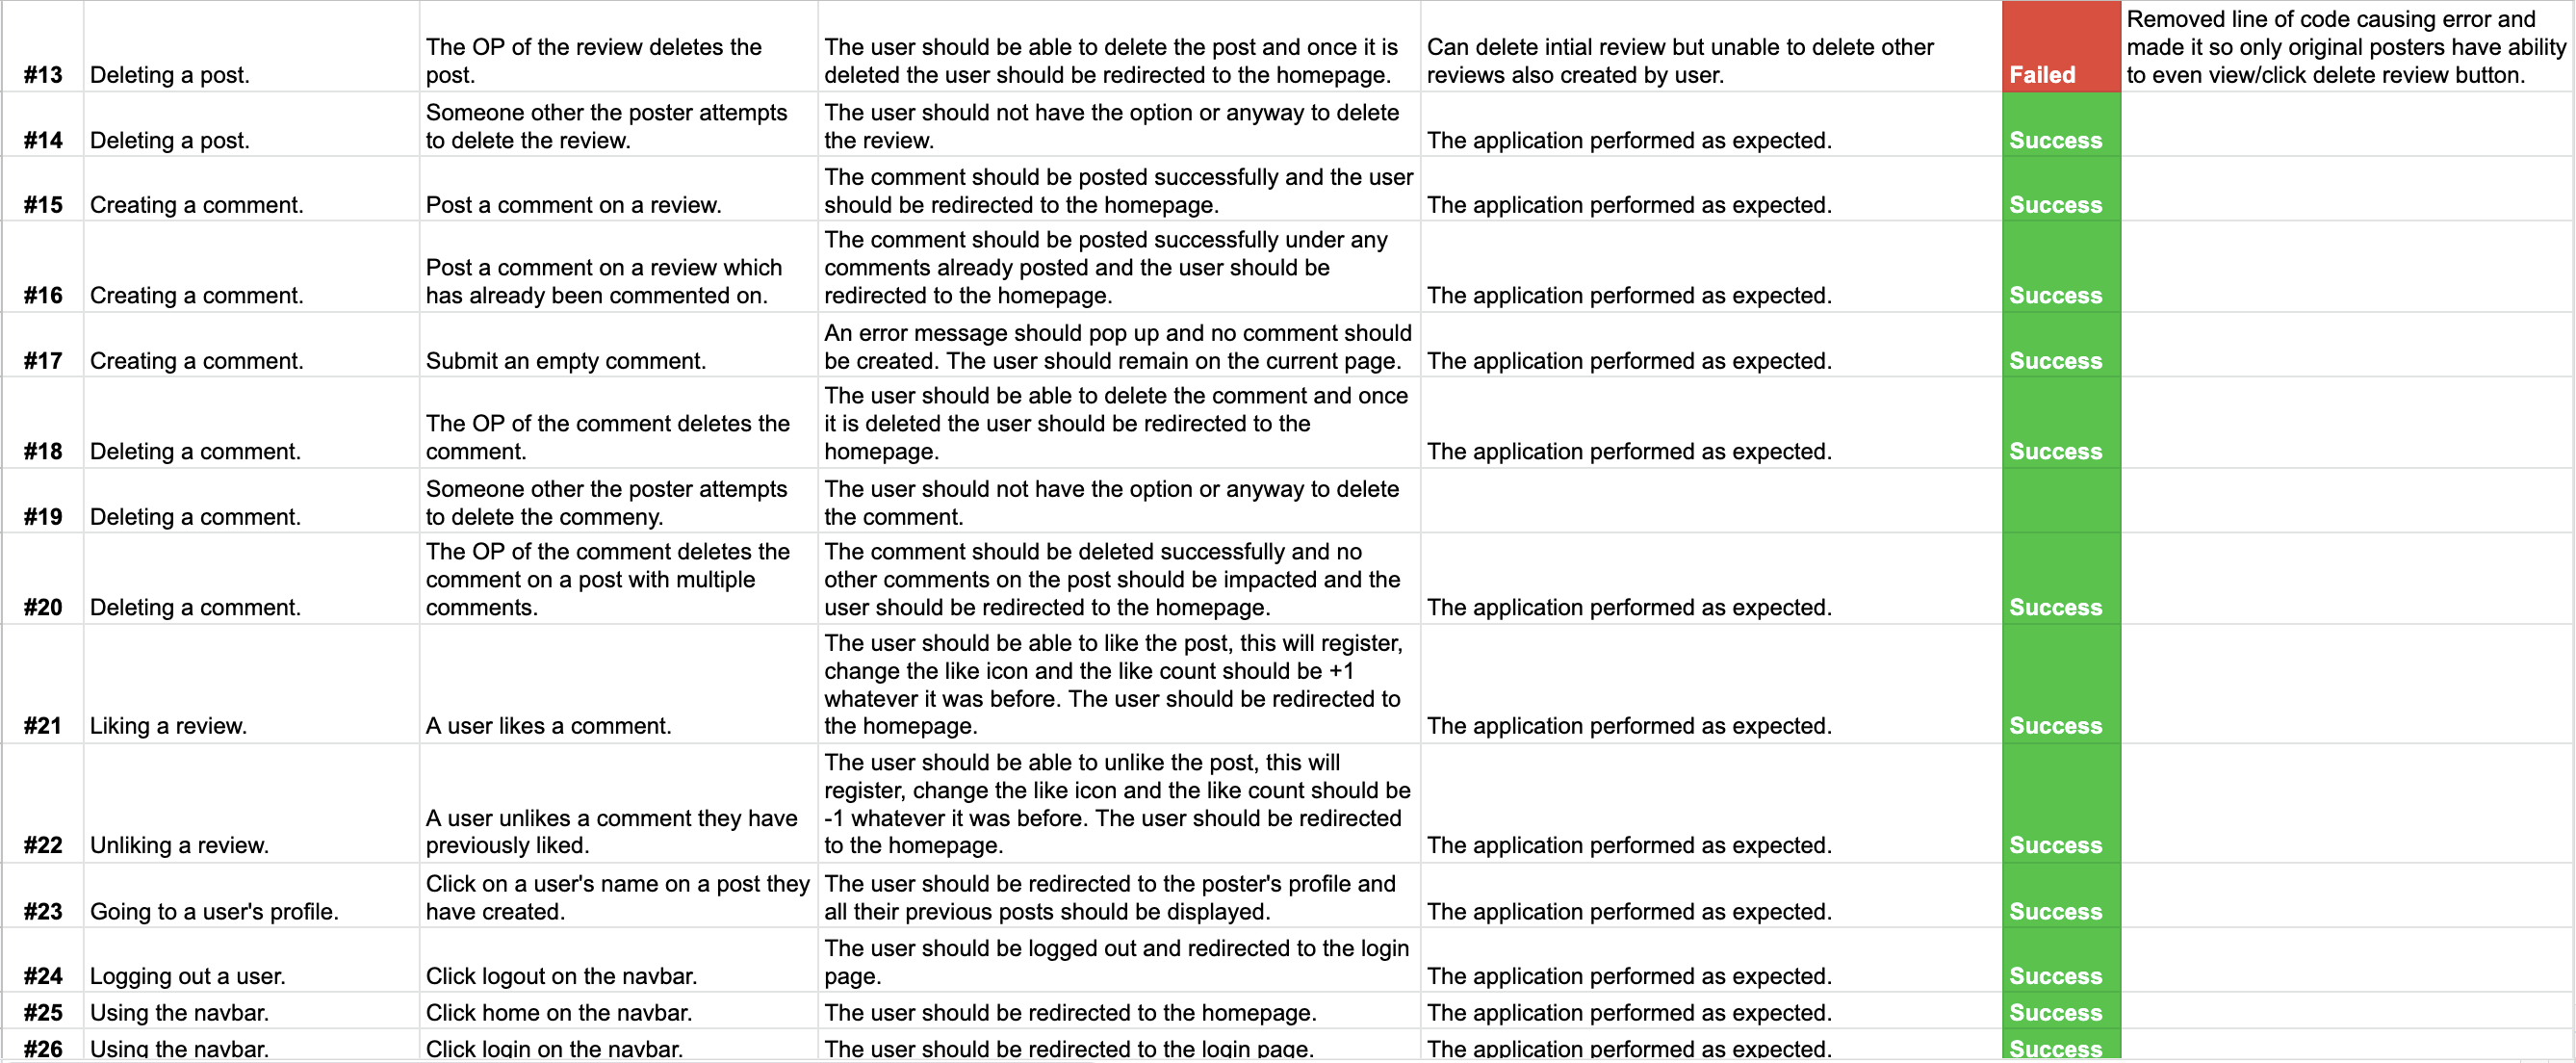 #13 Deleting a post. The OP of the review deletes the
post. The user should be able to delete the post and once it is
deleted the user should be redirected to the homepage. Can delete intial review but unable to delete other
reviews also created by user. Failed Removed line of code causing error and
made it so only original posters have ability
to even view/click delete review button.
#14 Deleting a post. Someone other the poster attempts
to delete the review. The user should not have the option or anyway to delete
the review. The application performed as expected. Success
#15 Creating a comment. Post a comment on a review. The comment should be posted successfully and the user
should be redirected to the homepage. The application performed as expected. Success
#16 Creating a comment. Post a comment on a review which
has already been commented on. The comment should be posted successfully under any
comments already posted and the user should be
redirected to the homepage. The application performed as expected. Success
#17 Creating a comment. Submit an empty comment. An error message should pop up and no comment should
be created. The user should remain on the current page. The application performed as expected. Success
#18 Deleting a comment. The OP of the comment deletes the
comment. The user should be able to delete the comment and once
it is deleted the user should be redirected to the
homepage. The application performed as expected. Success
#19 Deleting a comment. Someone other the poster attempts
to delete the commeny. The user should not have the option or anyway to delete
the comment.
#20 Deleting a comment. The OP of the comment deletes the
comment on a post with multiple
comments. The comment should be deleted successfully and no
other comments on the post should be impacted and the
user should be redirected to the homepage. The application performed as expected. Success
#21 Liking a review. A user likes a comment. The user should be able to like the post, this will register,
change the like icon and the like count should be +1
whatever it was before. The user should be redirected to
the homepage. The application performed as expected. Success
#22 Unliking a review. A user unlikes a comment they have
previously liked. The user should be able to unlike the post, this will
register, change the like icon and the like count should be
-1 whatever it was before. The user should be redirected
to the homepage. The application performed as expected. Success
#23 Going to a user's profile. Click on a user's name on a post they
have created. The user should be redirected to the poster's profile and
all their previous posts should be displayed. The application performed as expected. Success
#24 Logging out a user. Click logout on the navbar. The user should be logged out and redirected to the login
page. The application performed as expected. Success
#25 Using the navbar. Click home on the navbar. The user should be redirected to the homepage. The application performed as expected. Success
#26 Using the navbar. Click login on the navbar. The user should be redirected to the login page. The application performed as expected. Success